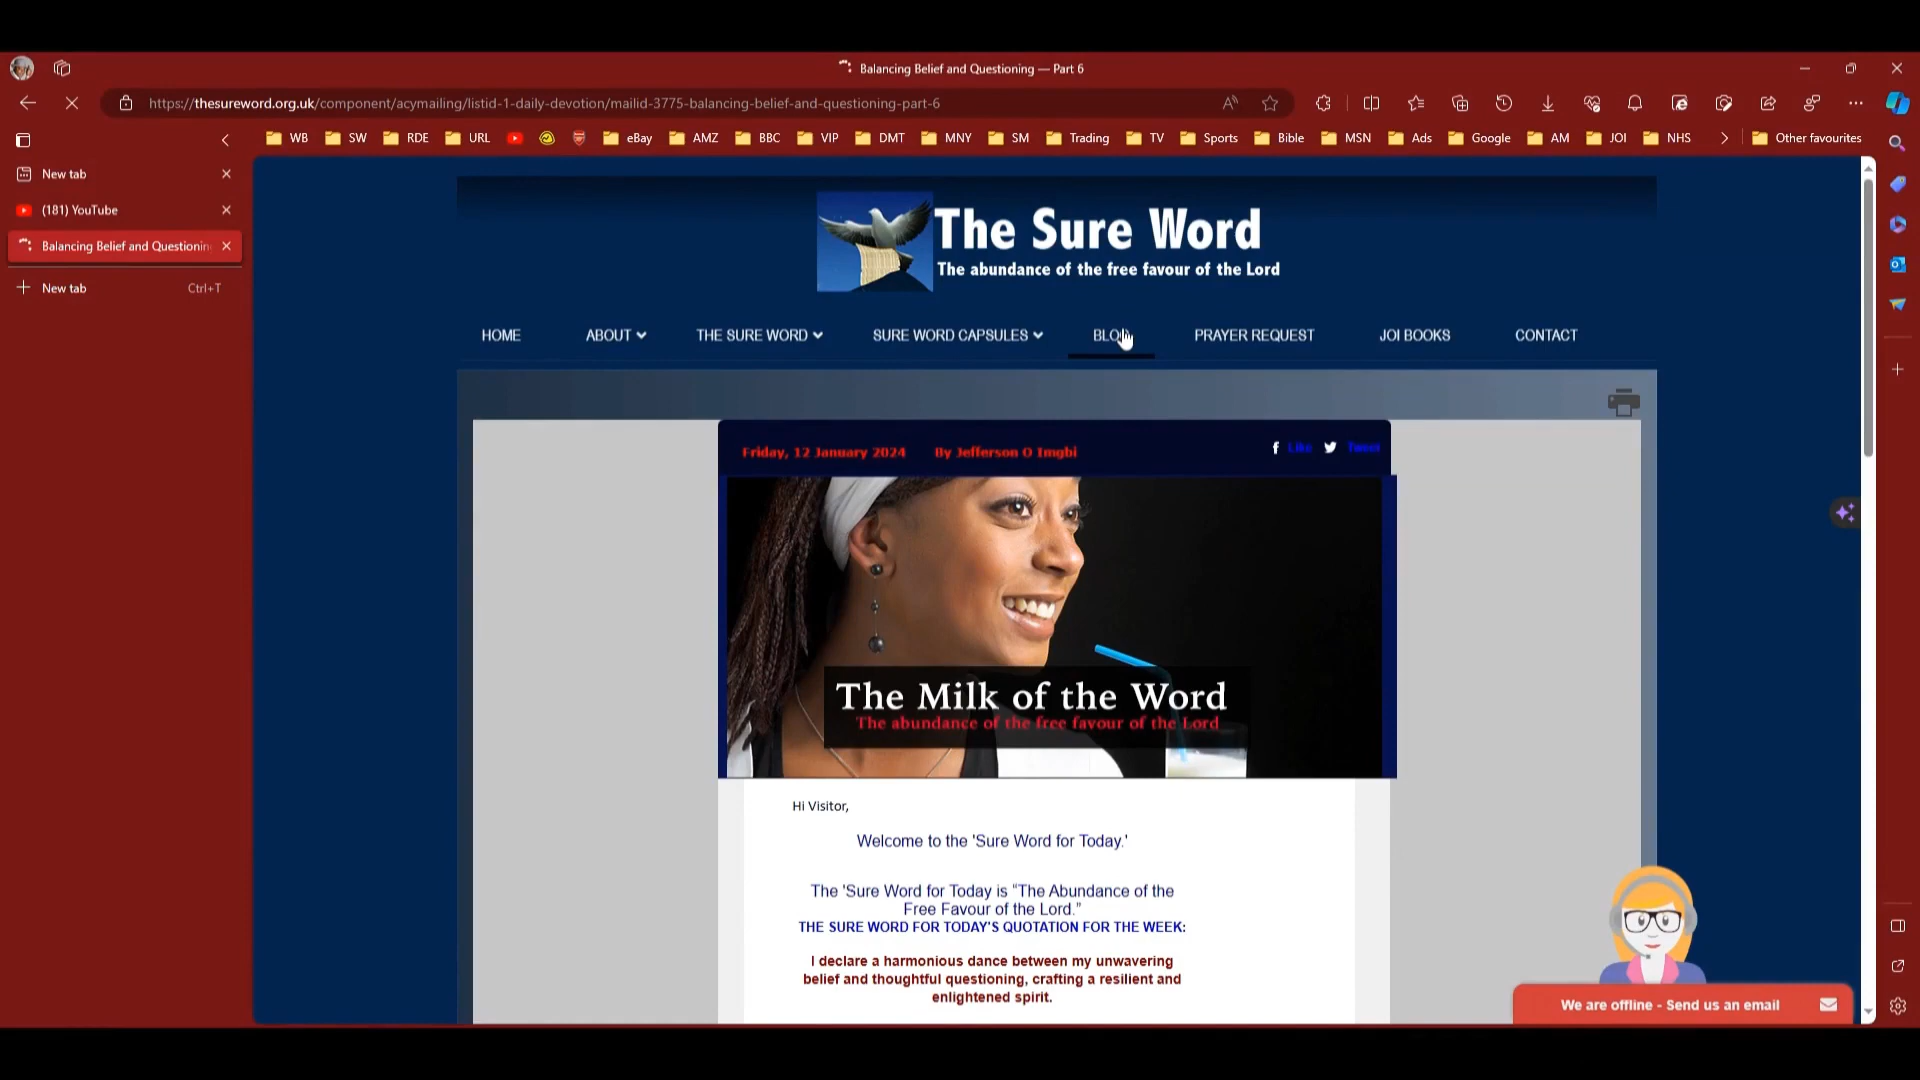 Balancing Belief and Questioning — Part 6
https://thesureword.org.uk/component/acymailing/listid-1-daily-devotion/mailid-3775-balancing-belief-and-questioning-part-6
WB SW RDE URL eBay AMZ BBC VIP DMT MNY SM Trading TV Sports Bible MSN Ads Google AM JOI NHS Other favourites
New tab
(181) YouTube
Balancing Belief and Questionin
New tab Ctrl+T
The Sure Word
The abundance of the free favour of the Lord
HOME ABOUT THE SURE WORD SURE WORD CAPSULES BLOG PRAYER REQUEST JOI BOOKS CONTACT
Friday, 12 January 2024 By Jefferson O Imgbi Like Tweet
The Milk of the Word
The abundance of the free favour of the Lord
Hi Visitor,
Welcome to the 'Sure Word for Today.'
The 'Sure Word for Today is “The Abundance of the
Free Favour of the Lord.”
THE SURE WORD FOR TODAY'S QUOTATION FOR THE WEEK:
I declare a harmonious dance between my unwavering
belief and thoughtful questioning, crafting a resilient and
enlightened spirit.
We are offline - Send us an email